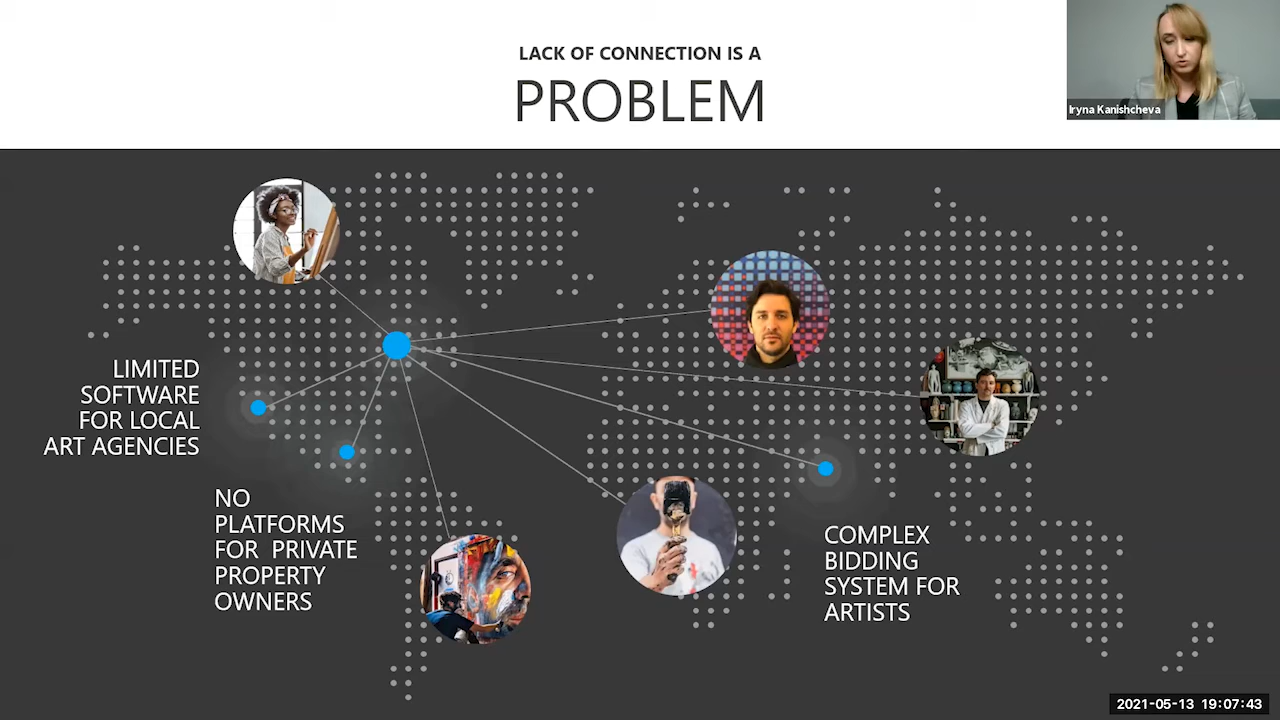 LACK OF CONNECTION IS A
PROBLEM
Iryna Kanishcheva
LIMITED
SOFTWARE
FOR LOCAL
ART AGENCIES
NO
PLATFORMS
FOR PRIVATE
PROPERTY
OWNERS
COMPLEX
BIDDING
SYSTEM FOR
ARTISTS
2021-05-13 19:07:43